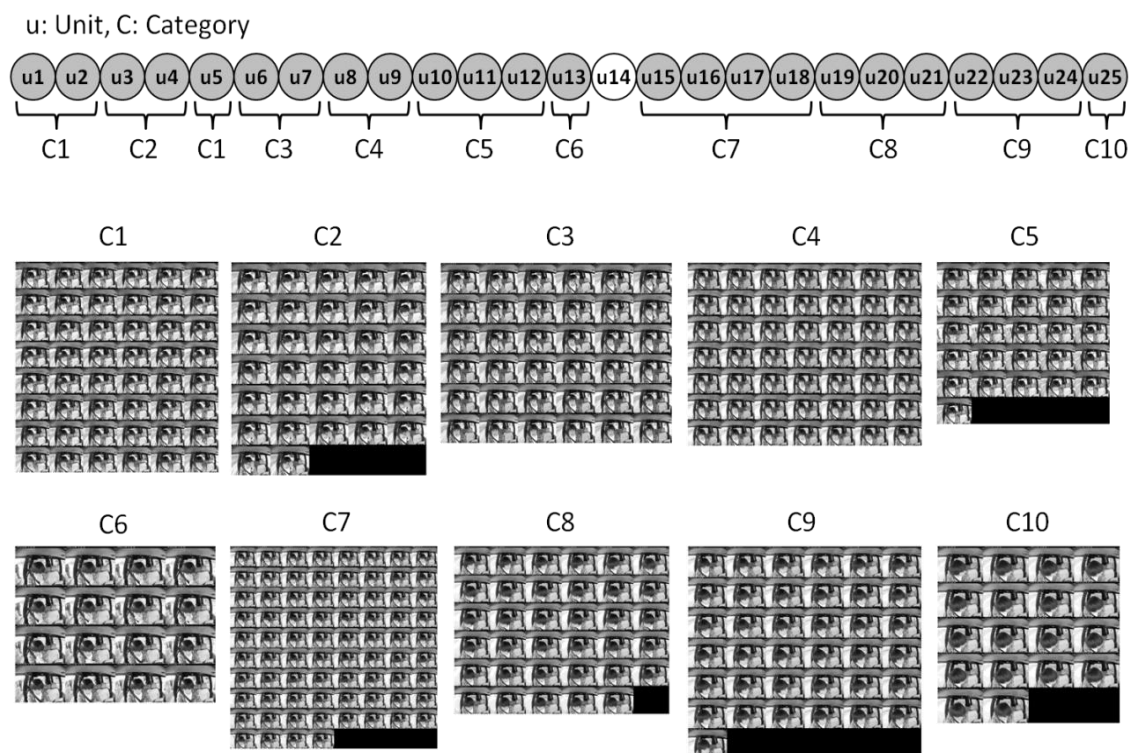 u: Unit, C: Category
u1 u2 u3 u4 u5 u6 u7 u8 u9 u10 u11 u12 u13 u14 u15 u16 u17 u18 u19 u20 u21 u22 u23 u24 u25
C1 C2 C1 C3 C4 C5 C6 C7 C8 C9 C10
C1 C2 C3 C4 C5
C6 C7 C8 C9 C10